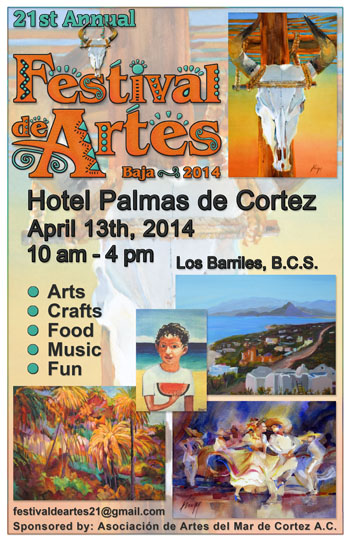 21st Annual
Festival
de Artes
Baja 2014
Hotel Palmas de Cortez
April 13th, 2014
10 am - 4 pm
Los Barriles, B.C.S.
Arts
Crafts
Food
Music
Fun
festivaldeartes21@gmail.com
Sponsored by: Asociación de Artes del Mar de Cortez A.C.